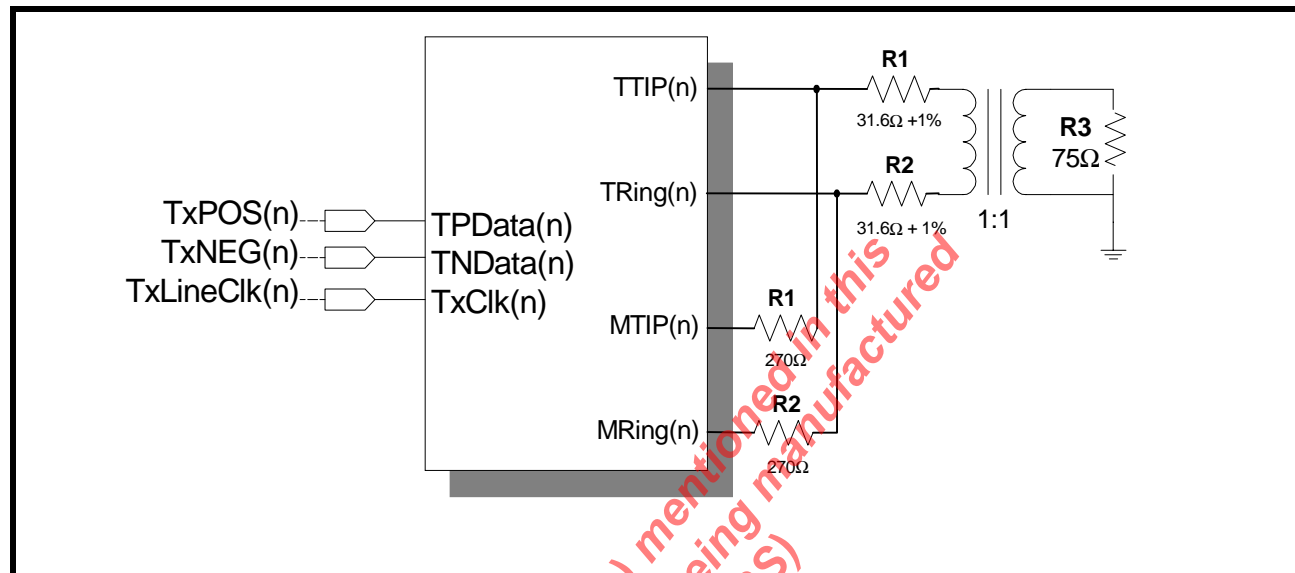 TTIP(n)
R1
31.6Ω +1%
R3
75Ω
TRing(n)
R2
31.6Ω + 1%
1:1
TxPOS(n)
TPData(n)
TxNEG(n)
TNData(n)
TxLineClk(n)
TxClk(n)
MTIP(n)
R1
270Ω
MRing(n)
R2
270Ω
) mentioned in this
eing manufactured
S)